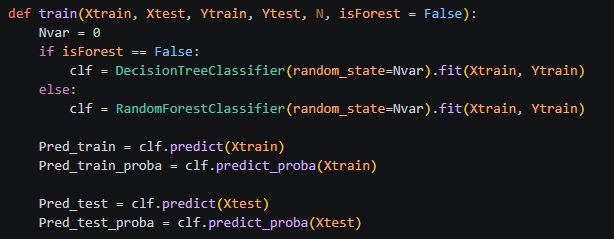 def train(Xtrain, Xtest, Ytrain, Ytest, N, isForest = False):
    Nvar = 0
    if isForest == False:
        clf = DecisionTreeClassifier(random_state=Nvar).fit(Xtrain, Ytrain)
    else:
        clf = RandomForestClassifier(random_state=Nvar).fit(Xtrain, Ytrain)

    Pred_train = clf.predict(Xtrain)
    Pred_train_proba = clf.predict_proba(Xtrain)

    Pred_test = clf.predict(Xtest)
    Pred_test_proba = clf.predict_proba(Xtest)